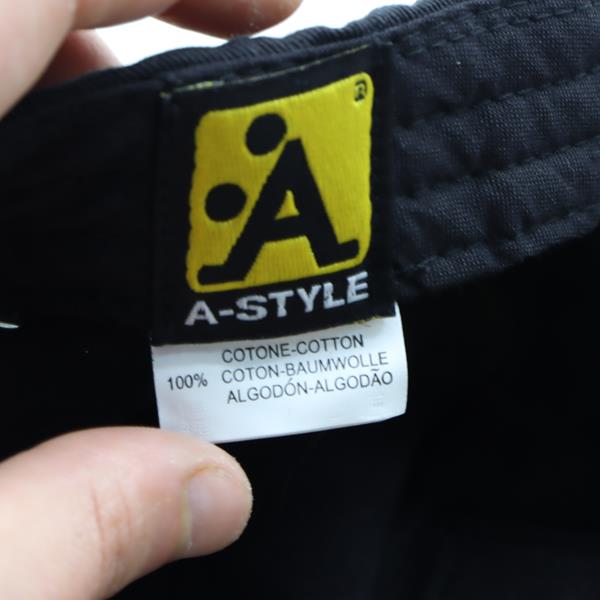 ®
A
A-STYLE
COTONE-COTTON
100% COTON-BAUMWOLLE
ALGODÓN-ALGODÃO